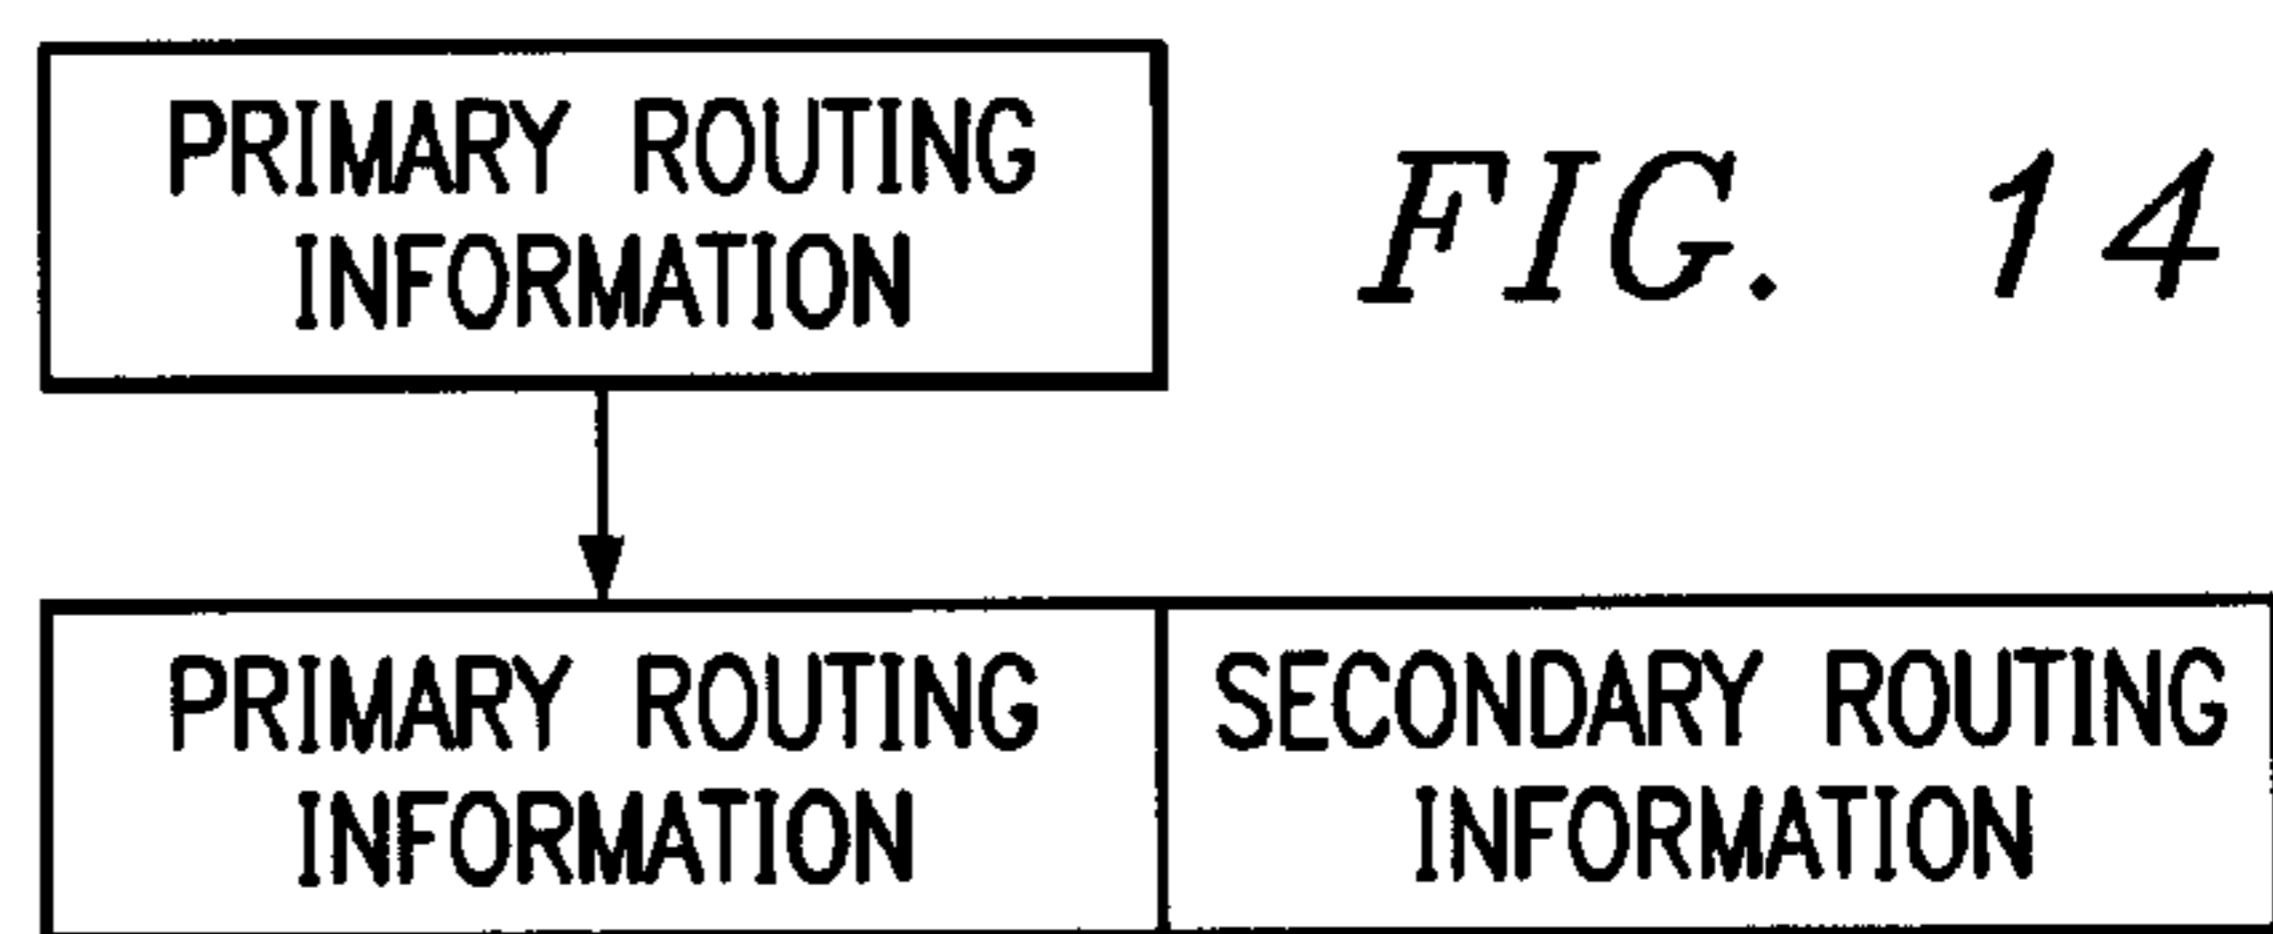 PRIMARY ROUTING
INFORMATION
FIG. 14
PRIMARY ROUTING
INFORMATION
SECONDARY ROUTING
INFORMATION